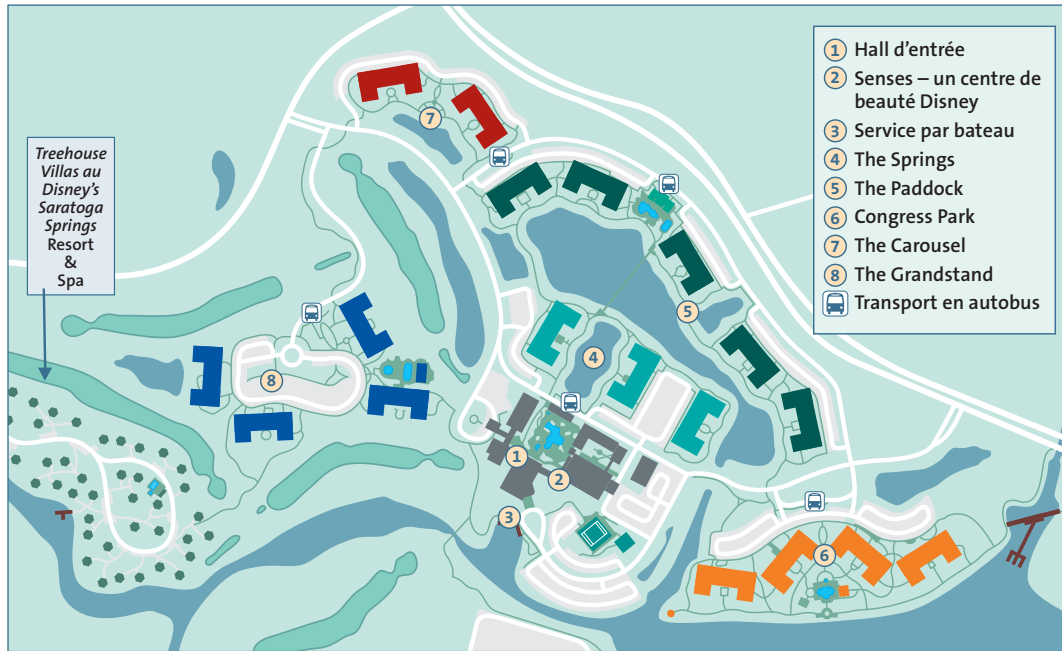 Treehouse
Villas au
Disney's
Saratoga
Springs
Resort
&
Spa
1 Hall d'entrée
2 Senses – un centre de
beauté Disney
3 Service par bateau
4 The Springs
5 The Paddock
6 Congress Park
7 The Carousel
8 The Grandstand
Transport en autobus
7
5
4
8
1
2
3
6